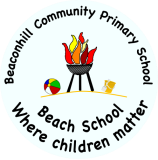 Beaconhill Community Primary School
Beach School
Where children matter